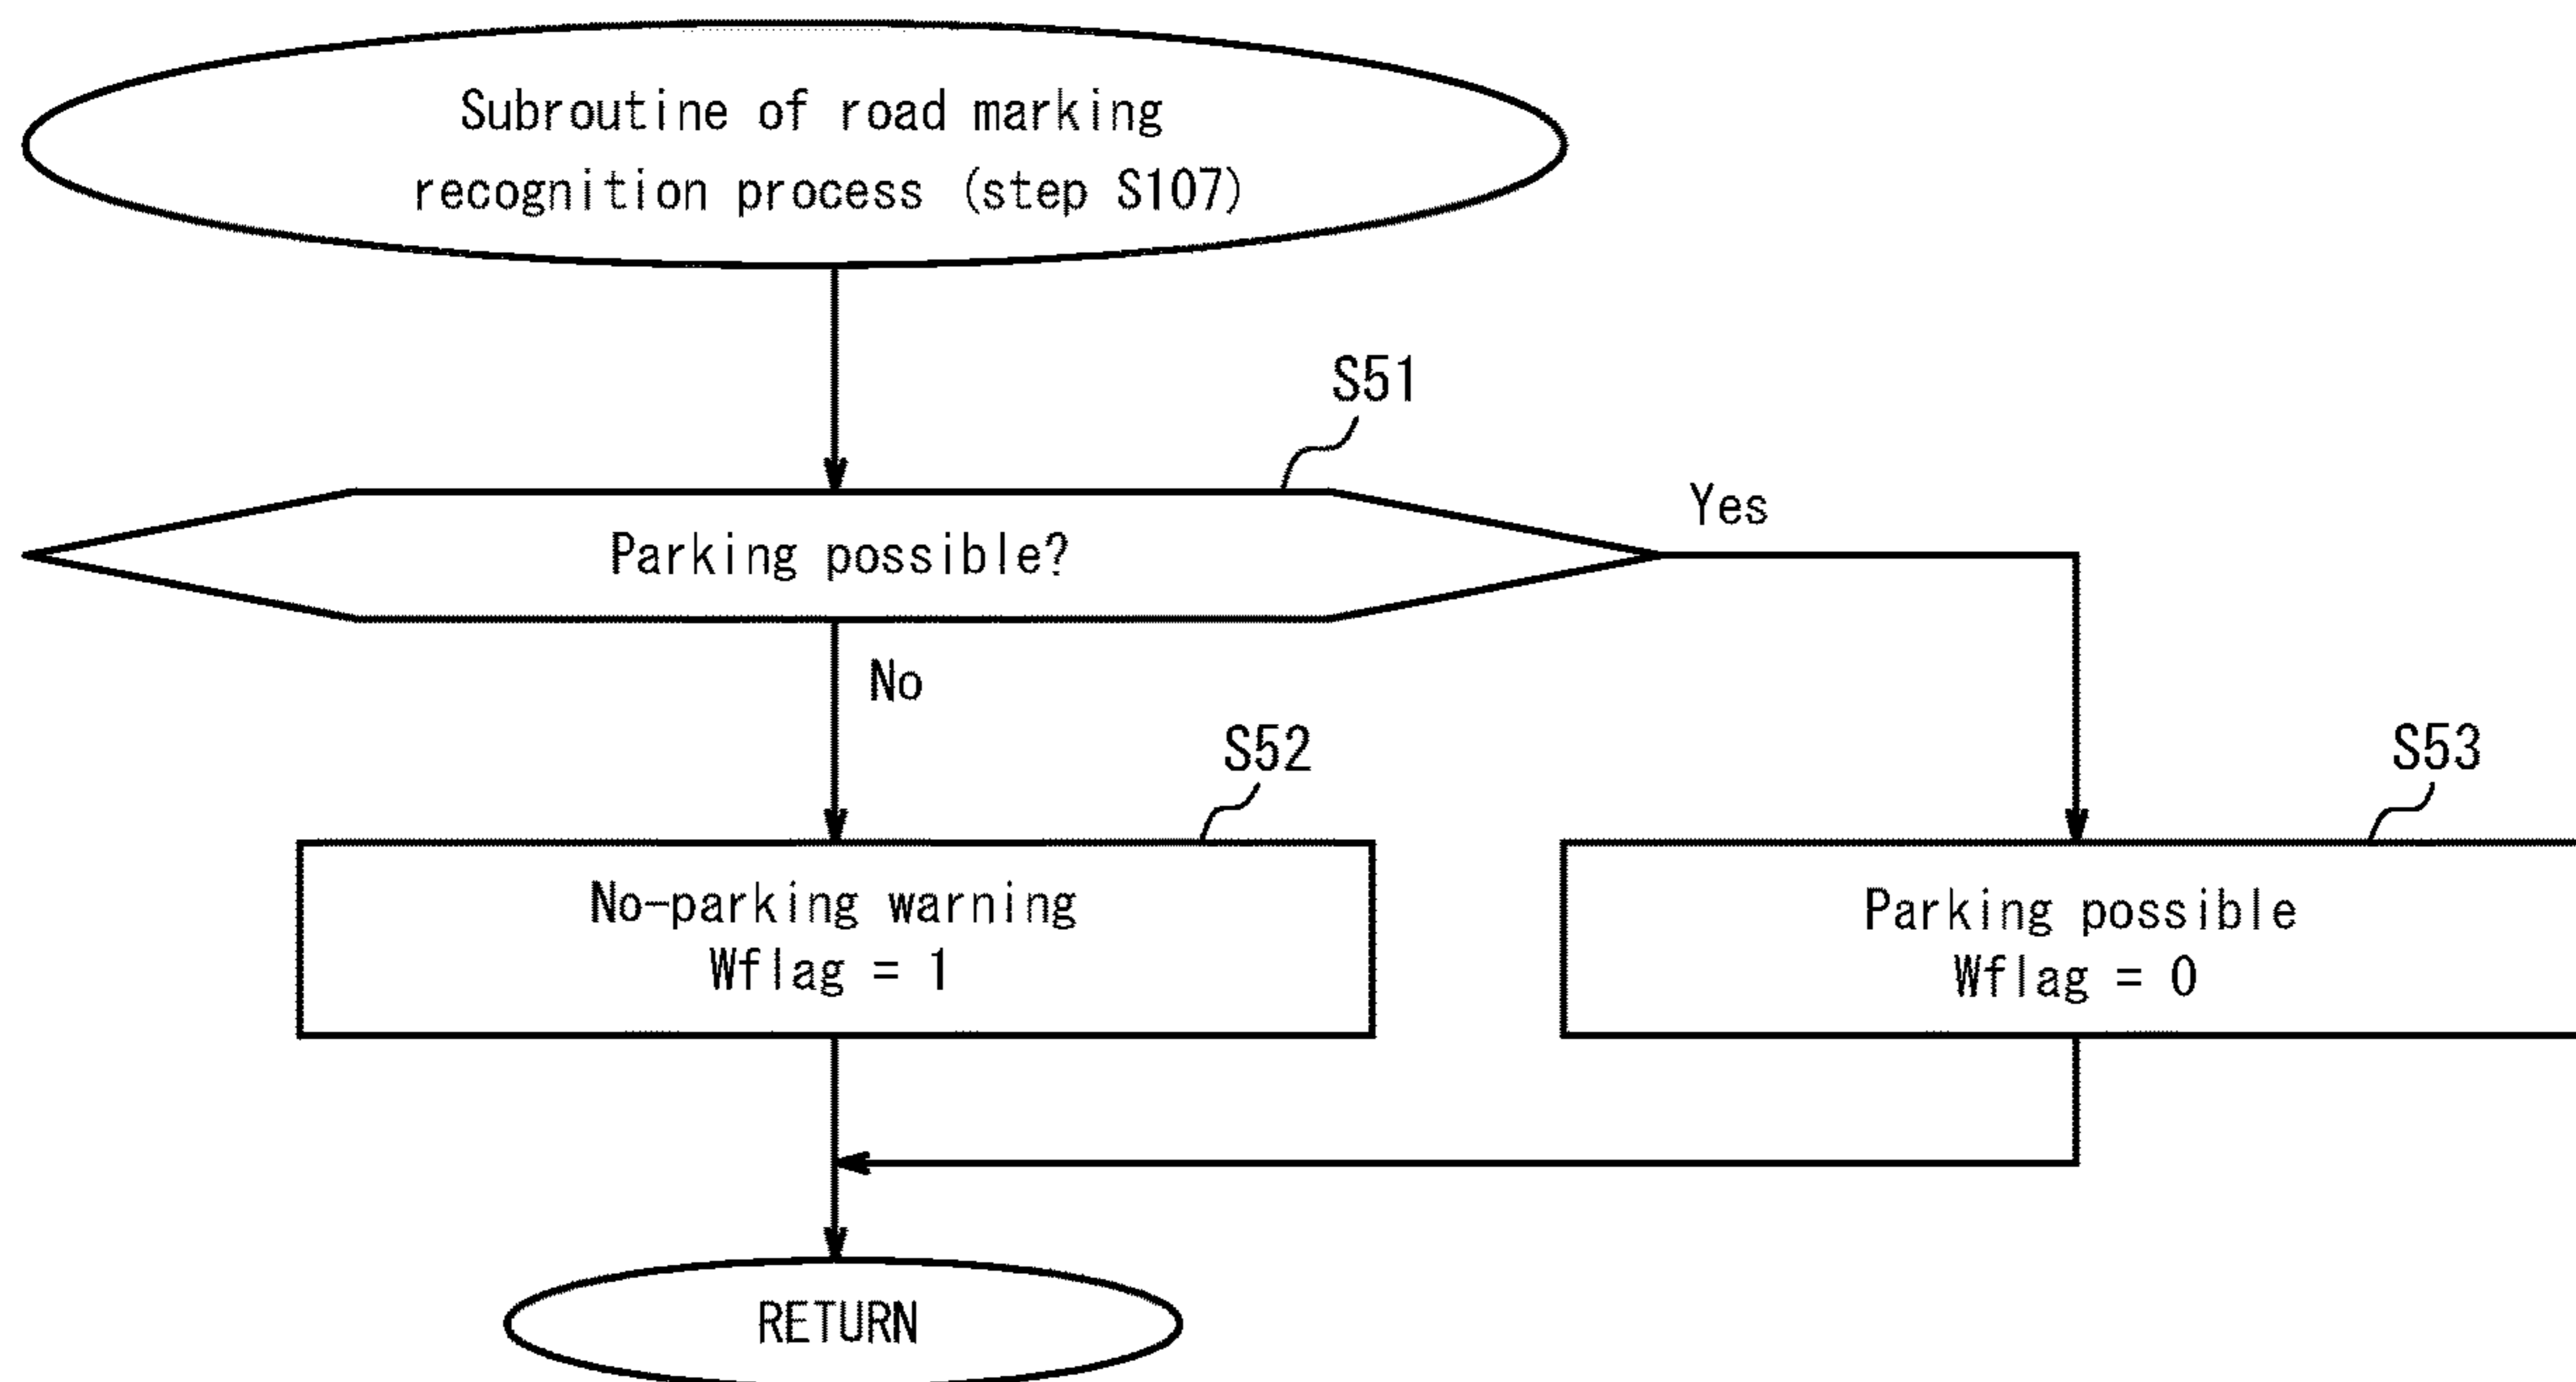 Subroutine of road marking
recognition process (step S107)
S51
Parking possible?
Yes
No
S52
No-parking warning
Wflag = 1
S53
Parking possible
Wflag = 0
RETURN